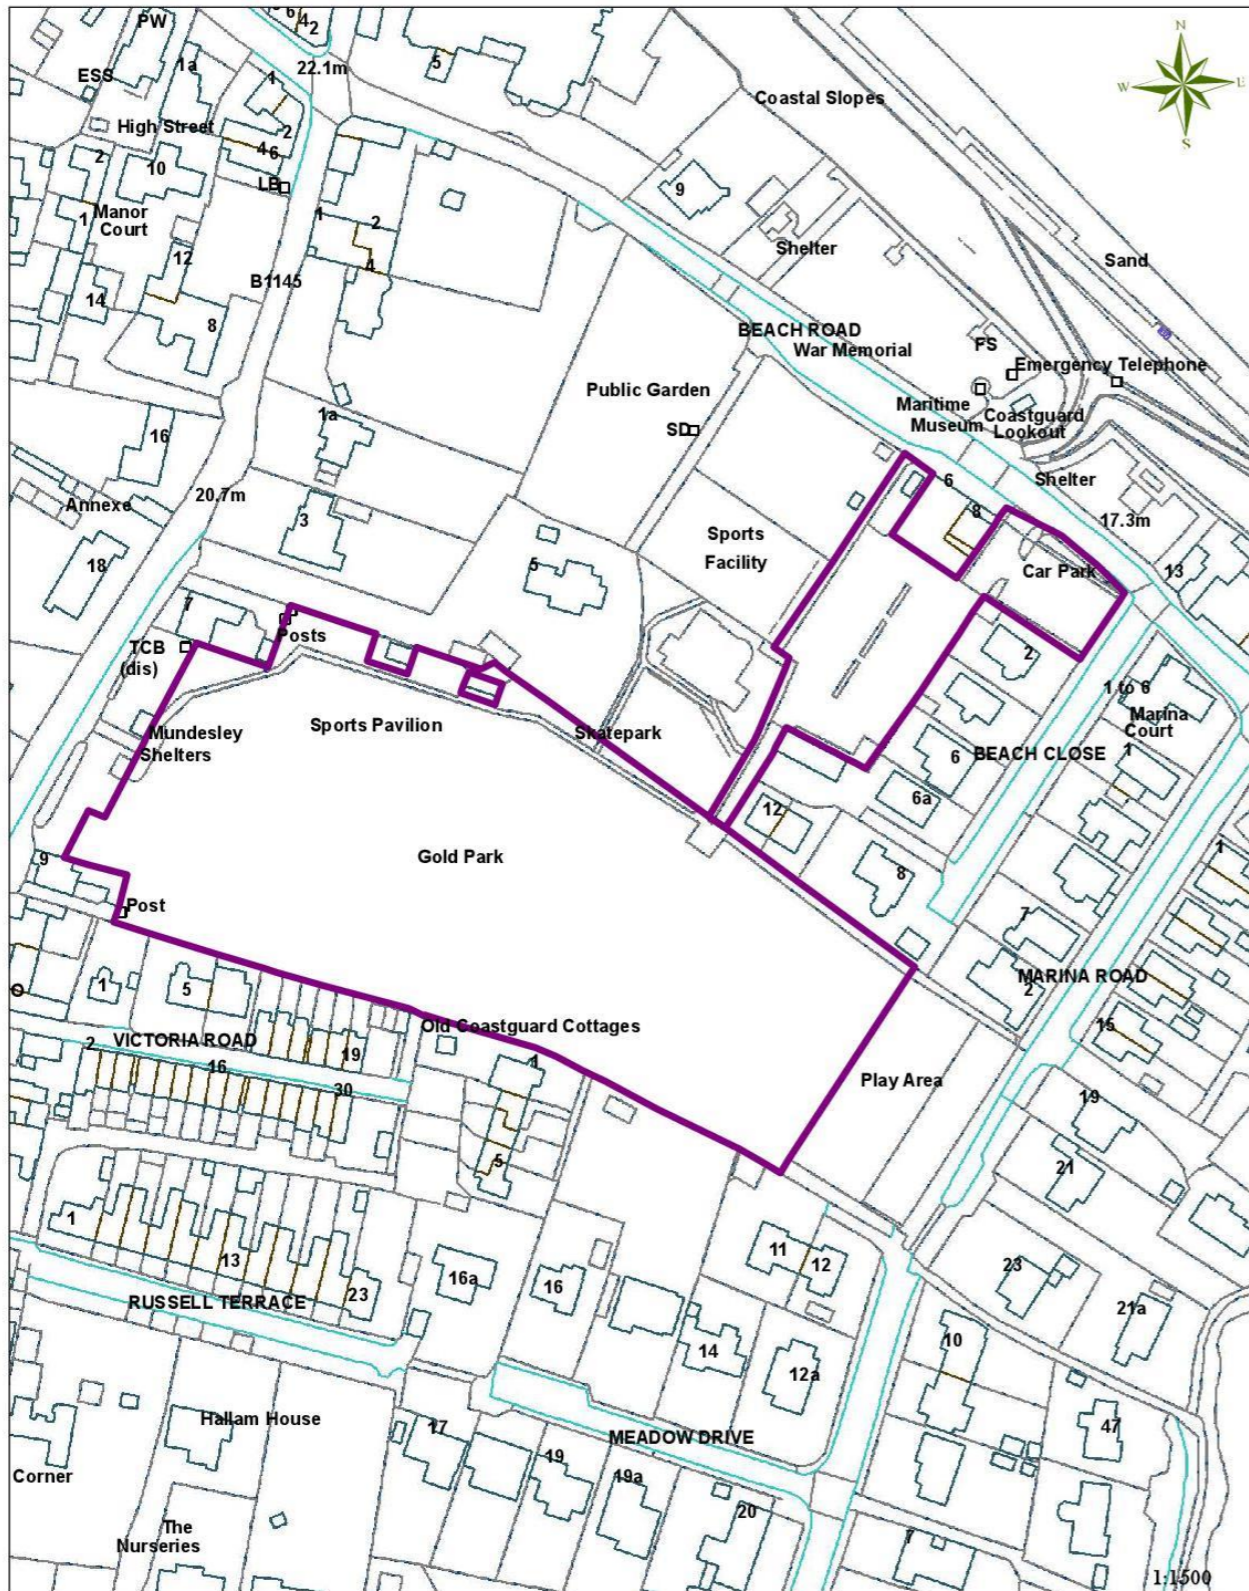 PW
6
4
2
5
N
W
E
S
1a
22.1m
ESS
1
Coastal Slopes
High Street
2
4
6
2
10
9
LB
1
Manor
Court
1
2
Shelter
12
4
Sand
B1145
14
8
BEACH ROAD
War Memorial
FS
Emergency Telephone
Public Garden
Maritime
Museum
Coastguard
Lookout
1a
SD
16
6
Shelter
20.7m
Annexe
3
8
17.3m
Sports
Facility
18
5
Car Park
13
7
Posts
TCB
(dis)
2
1 to 6
Marina
Court
Mundesley
Shelters
Sports Pavilion
Skatepark
6
BEACH CLOSE
1
6a
12
Gold Park
9
8
1
Post
7
MARINA ROAD
1
5
2
O
Old Coastguard Cottages
15
VICTORIA ROAD
2
16
19
1
30
Play Area
19
5
21
1
13
11
12
23
16a
16
23
21a
RUSSELL TERRACE
14
10
12a
Hallam House
17
MEADOW DRIVE
47
19
Corner
19a
20
The
Nurseries
1
1:1500